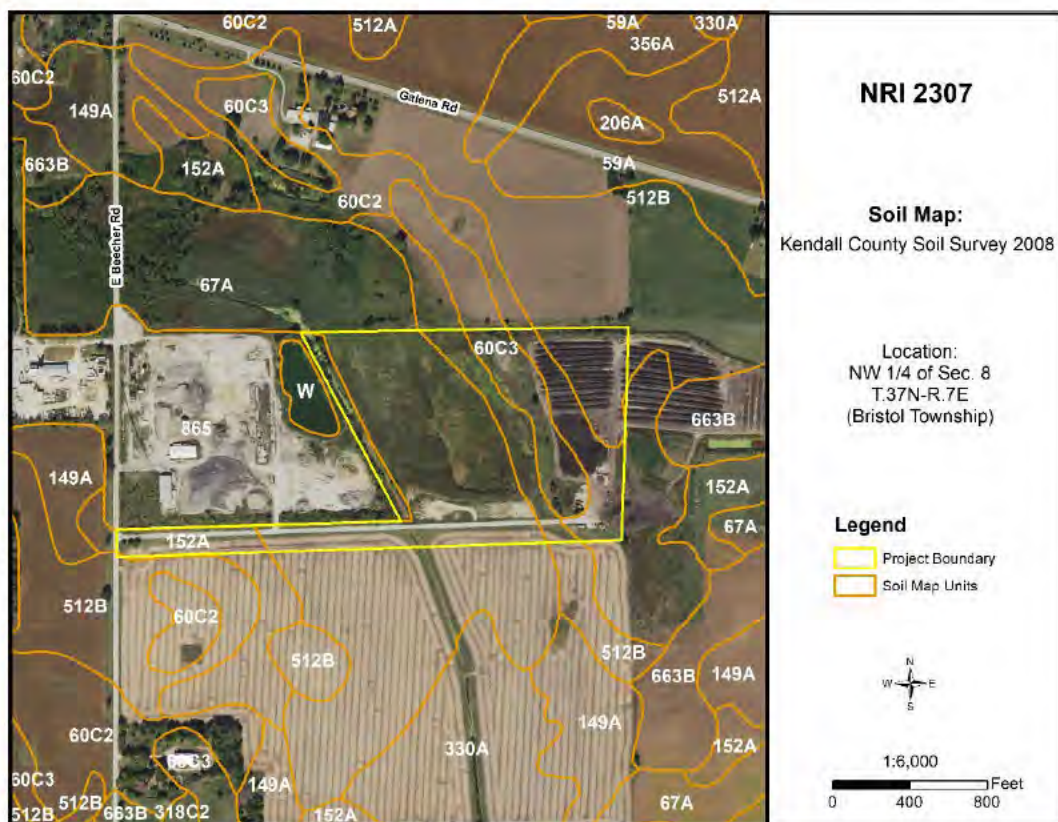 60C2
512A
59A
330A
356A
60C2
60C3
Galena Rd
512A
149A
206A
152A
59A
663B
60C2
512B
E Beecher Rd
67A
60C3
W
663B
865
149A
152A
67A
152A
512B
60C2
512B
512B
663B
149A
149A
60C2
330A
152A
60C3
60C3
149A
512B
67A
512B
663B
318C2
152A
NRI 2307
Soil Map:
Kendall County Soil Survey 2008
Location:
NW 1/4 of Sec. 8
T.37N-R.7E
(Bristol Township)
Legend
Project Boundary
Soil Map Units
N
W E
S
1:6,000
Feet
0 400 800